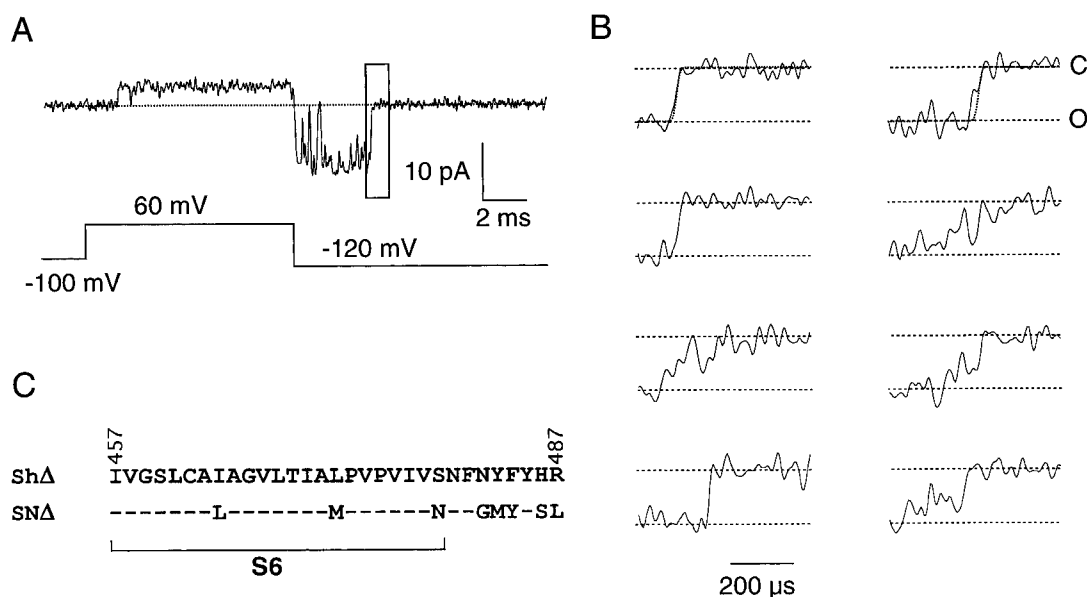 A
10 pA
2 ms
60 mV
-120 mV
-100 mV
B
C
O
200 µs
C
457
487
ShΔ IVGSLCAIAGVLTIALPVPVIVSNFNYFYHR
SNΔ -------L-------M------N--GMY-SL
S6